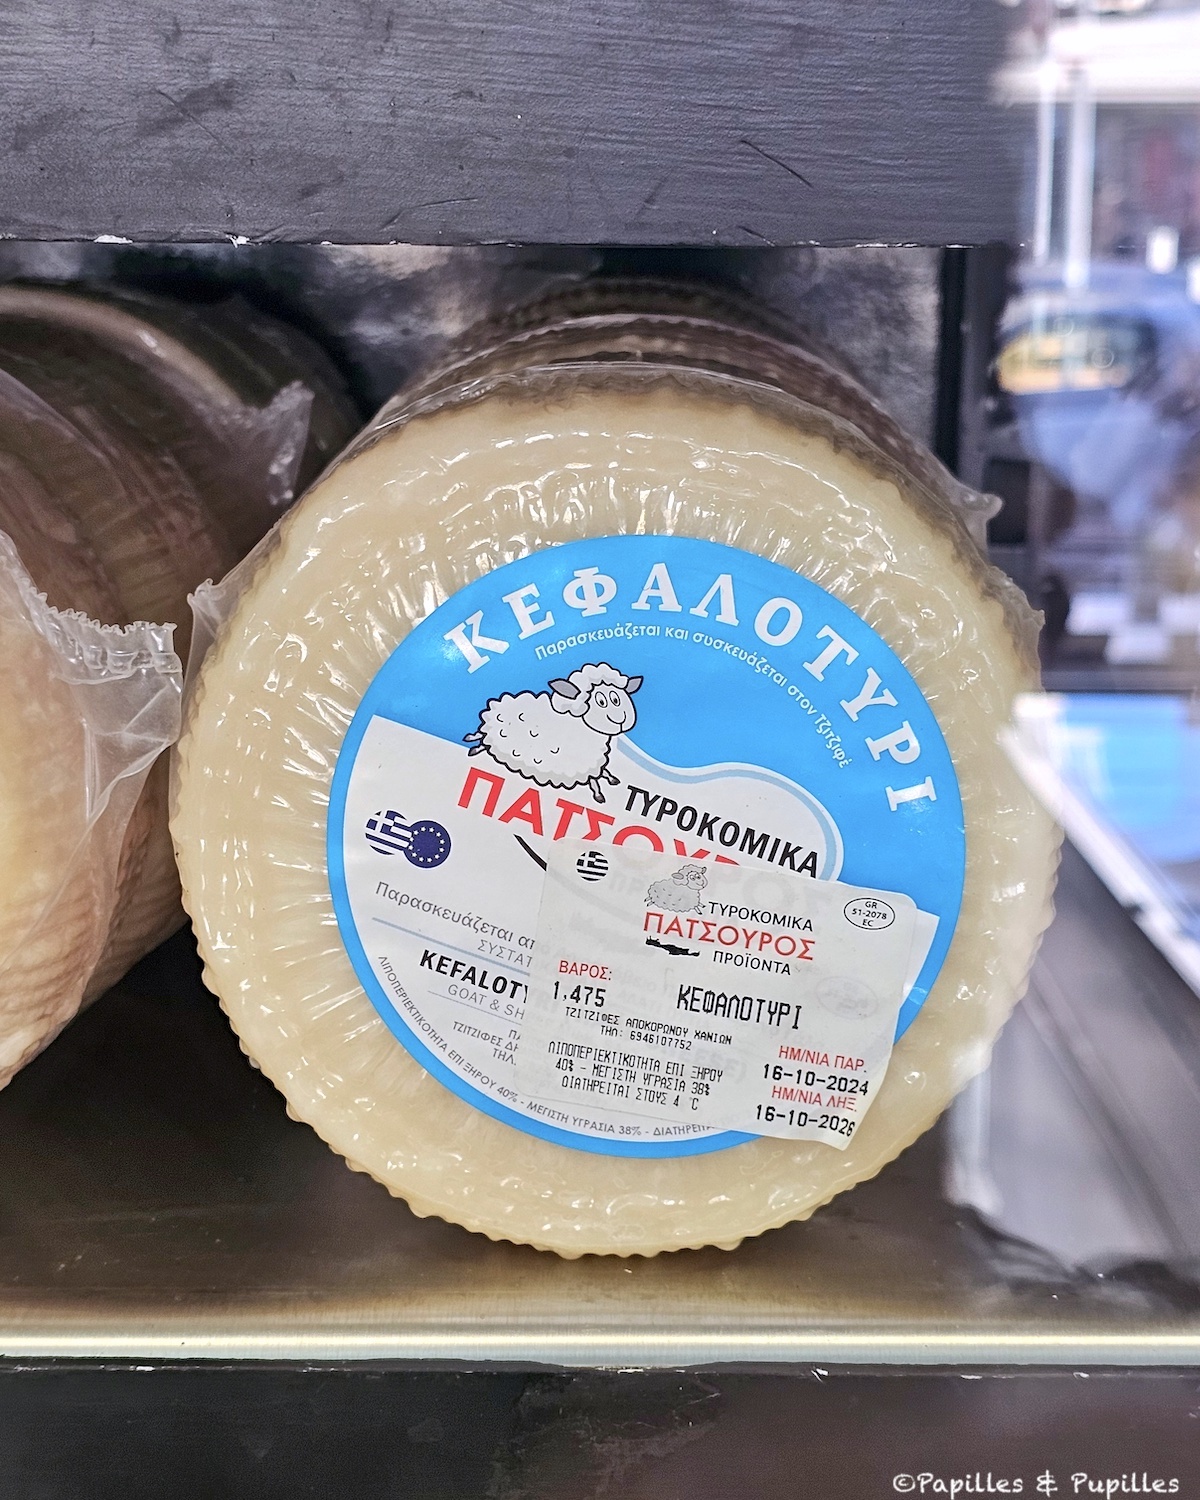 ΚΕΦΑΛΟΤΥΡΙ
Παρασκευάζεται και συσκευάζεται στον Τζιτζιφέ
ΤΥΡΟΚΟΜΙΚΑ
ΠΑΤΣΟΥΡΟΣ
Παρασκευάζεται απ
ΣΥΣΤΑΤ
KEFALOTY
GOAT & SH
ΤΖΙΤΖΙΦΕΣ ΔΗ
ΤΗΛ.
ΛΙΠΟΠΕΡΙΕΚΤΙΚΟΤΗΤΑ ΕΠΙ ΞΗΡΟΥ 40% - ΜΕΓΙΣΤΗ ΥΓΡΑΣΙΑ 38% - ΔΙΑΤΗΡΕΙΤΑ
GR
51-2078
EC
ΤΥΡΟΚΟΜΙΚΑ
ΠΑΤΣΟΥΡΟΣ
ΠΡΟΪΟΝΤΑ
ΒΑΡΟΣ:
1,475
ΚΕΦΑΛΟΤΥΡΙ
ΤΖΙΤΖΙΦΕΣ ΑΠΟΚΟΡΩΝΟΥ ΧΑΝΙΩΝ
ΤΗΛ: 6946107752
ΛΙΠΟΠΕΡΙΕΚΤΙΚΟΤΗΤΑ ΕΠΙ ΞΗΡΟΥ
40% - ΜΕΓΙΣΤΗ ΥΓΡΑΣΙΑ 38%
ΔΙΑΤΗΡΕΙΤΑΙ ΣΤΟΥΣ 4 °C
ΗΜ/ΝΙΑ ΠΑΡ.
16-10-2024
ΗΜ/ΝΙΑ ΛΗΞ.
16-10-2026
©Papilles & Pupilles